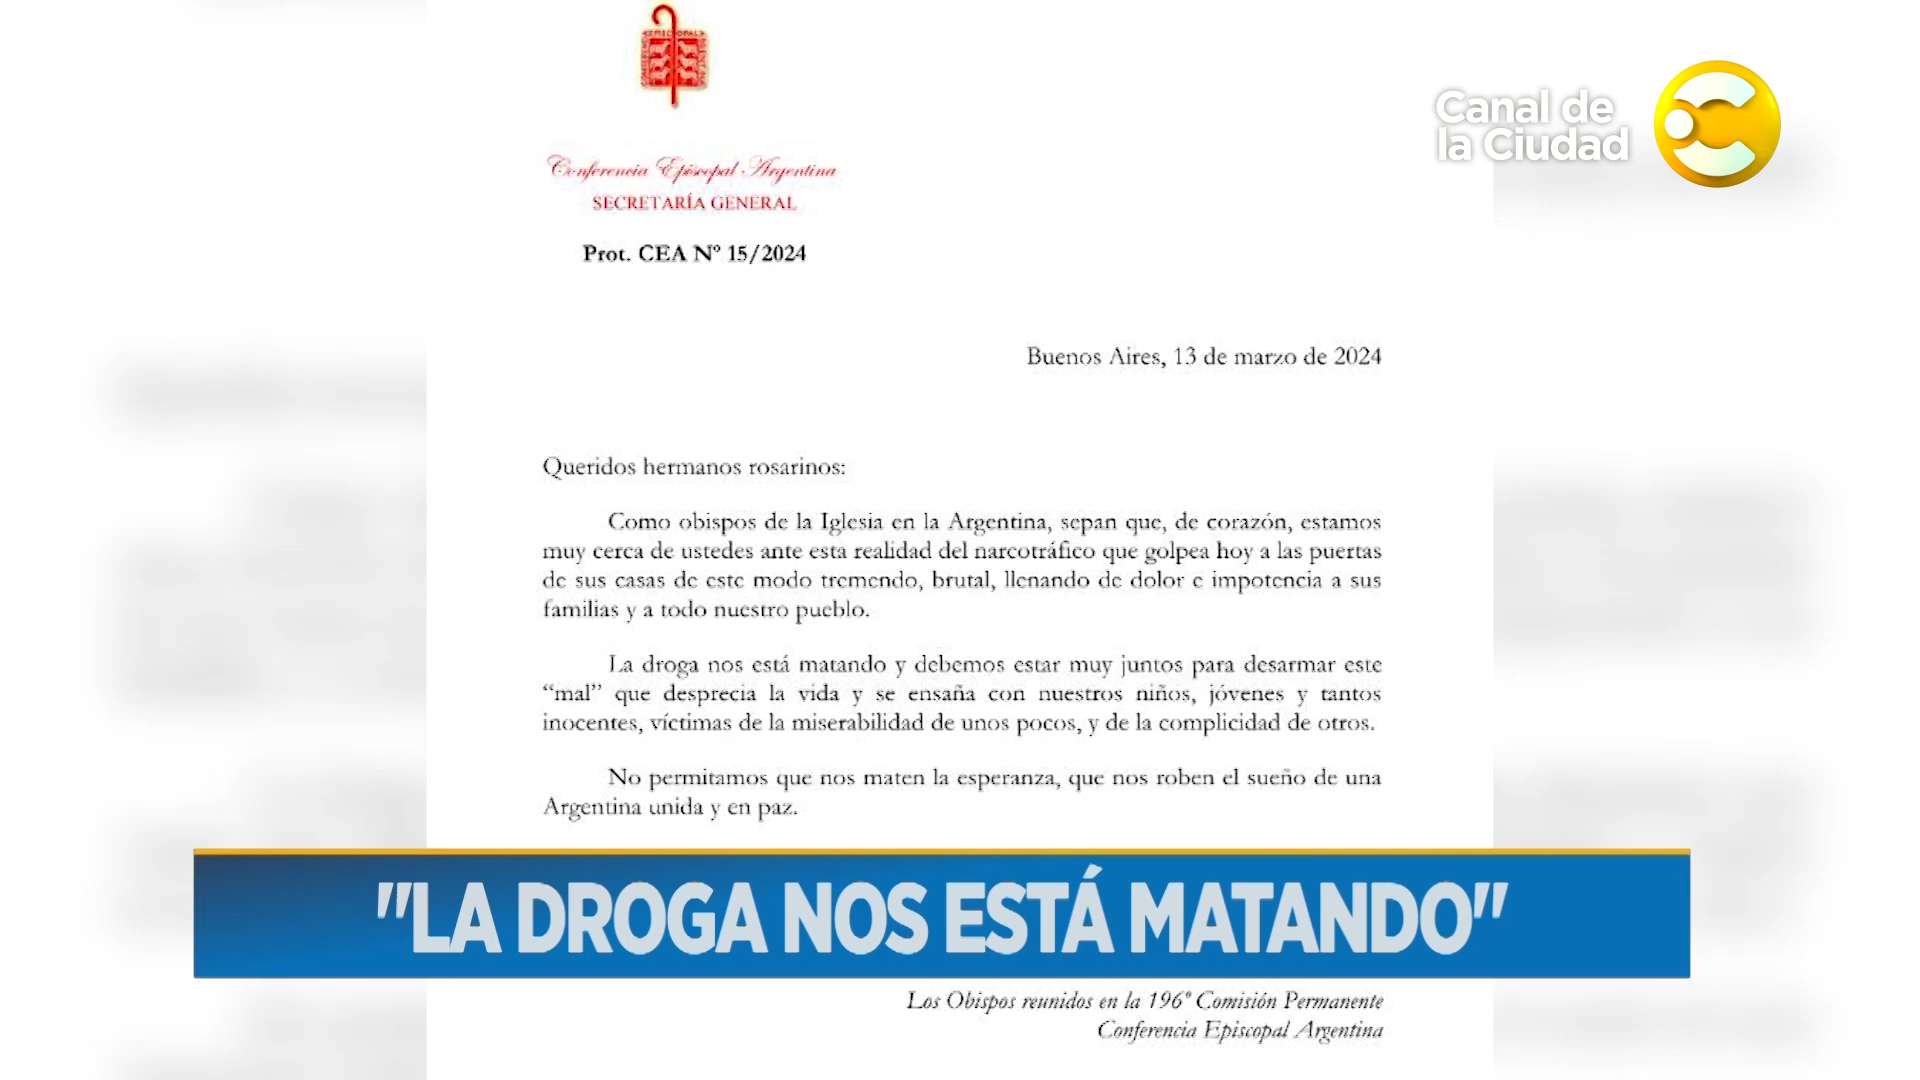 Canal de
la Ciudad
Conferencia Episcopal Argentina
SECRETARÍA GENERAL
Prot. CEA Nº 15/2024
Buenos Aires, 13 de marzo de 2024
Queridos hermanos rosarinos:
Como obispos de la Iglesia en la Argentina, sepan que, de corazón, estamos
muy cerca de ustedes ante esta realidad del narcotráfico que golpea hoy a las puertas
de sus casas de este modo tremendo, brutal, llenando de dolor e impotencia a sus
familias y a todo nuestro pueblo.
La droga nos está matando y debemos estar muy juntos para desarmar este
“mal” que desprecia la vida y se ensaña con nuestros niños, jóvenes y tantos
inocentes, víctimas de la miserabilidad de unos pocos, y de la complicidad de otros.
No permitamos que nos maten la esperanza, que nos roben el sueño de una
Argentina unida y en paz.
"LA DROGA NOS ESTÁ MATANDO"
Los Obispos reunidos en la 196° Comisión Permanente
Conferencia Episcopal Argentina